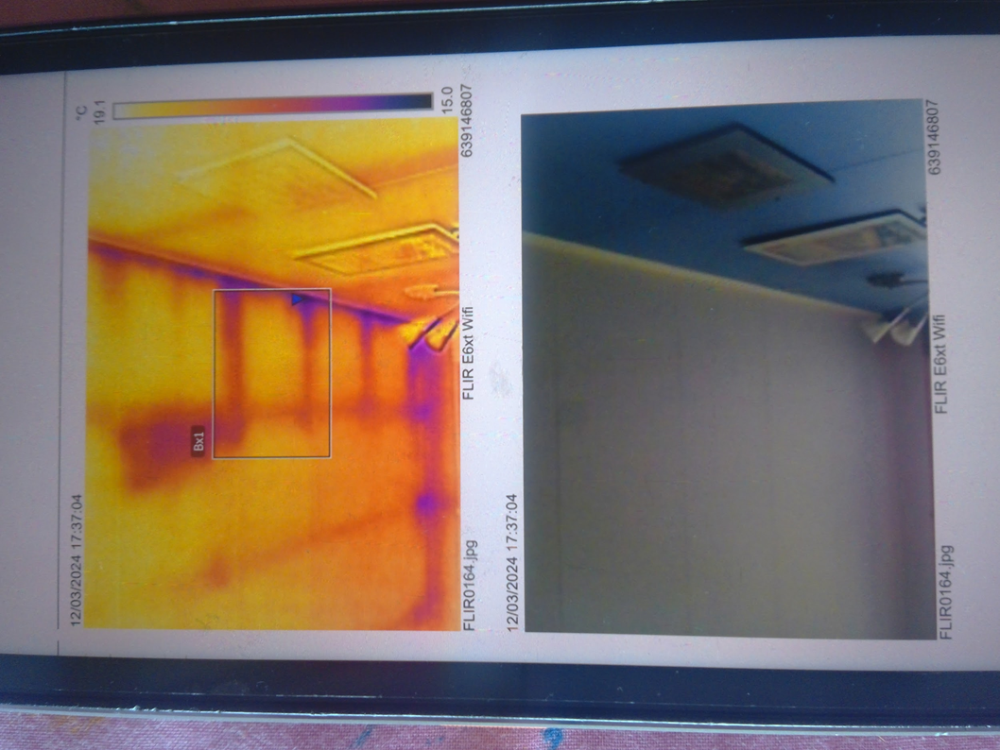 12/03/2024 17:37:04
°C
19.1
Bx1
15.0
FLIR0164.jpg
FLIR E6xt Wifi
639146807
12/03/2024 17:37:04
FLIR0164.jpg
FLIR E6xt Wifi
639146807